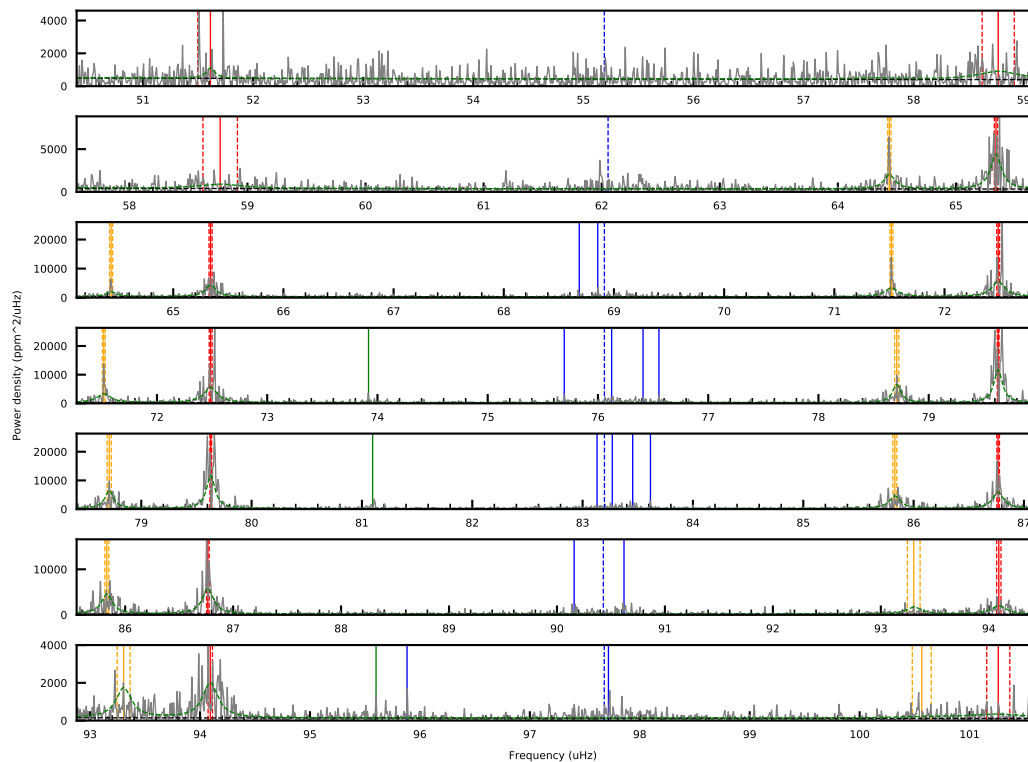 4000
2000
0
51 52 53 54 55 56 57 58 59
5000
0
58 59 60 61 62 63 64 65
20000
10000
0
65 66 67 68 69 70 71 72
20000
10000
0
72 73 74 75 76 77 78 79
Power density (ppm^2/uHz)
20000
10000
0
79 80 81 82 83 84 85 86 87
10000
0
86 87 88 89 90 91 92 93 94
4000
2000
0
93 94 95 96 97 98 99 100 101
Frequency (uHz)